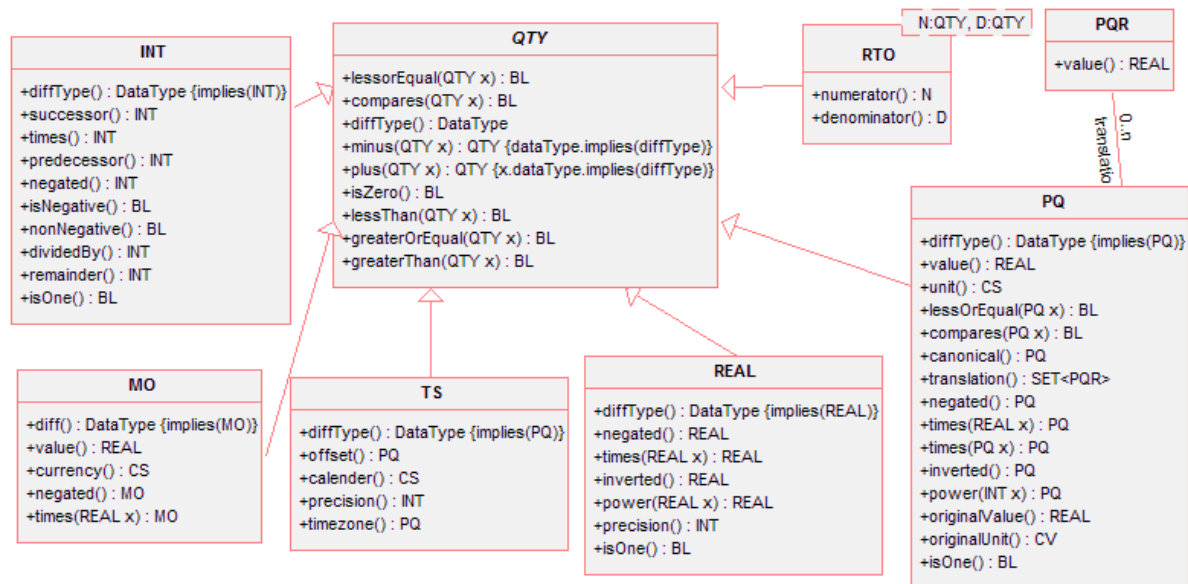 INT
+diffType() : DataType {implies(INT)}
+successor() : INT
+times() : INT
+predecessor() : INT
+negated() : INT
+isNegative() : BL
+nonNegative() : BL
+dividedBy() : INT
+remainder() : INT
+isOne() : BL
QTY
+lessorEqual(QTY x) : BL
+compares(QTY x) : BL
+diffType() : DataType
+minus(QTY x) : QTY {dataType.implies(diffType)}
+plus(QTY x) : QTY {x.dataType.implies(diffType)}
+isZero() : BL
+lessThan(QTY x) : BL
+greaterOrEqual(QTY x) : BL
+greaterThan(QTY x) : BL
N:QTY, D:QTY
RTO
+numerator() : N
+denominator() : D
PQR
+value() : REAL
0..n
translatio
PQ
+diffType() : DataType {implies(PQ)}
+value() : REAL
+unit() : CS
+lessOrEqual(PQ x) : BL
+compares(PQ x) : BL
+canonical() : PQ
+translation() : SET<PQR>
+negated() : PQ
+times(REAL x) : PQ
+times(PQ x) : PQ
+inverted() : PQ
+power(INT x) : PQ
+originalValue() : REAL
+originalUnit() : CV
+isOne() : BL
MO
+diff() : DataType {implies(MO)}
+value() : REAL
+currency() : CS
+negated() : MO
+times(REAL x) : MO
TS
+diffType() : DataType {implies(PQ)}
+offset() : PQ
+calender() : CS
+precision() : INT
+timezone() : PQ
REAL
+diffType() : DataType {implies(REAL)}
+negated() : REAL
+times(REAL x) : REAL
+inverted() : REAL
+power(REAL x) : REAL
+precision() : INT
+isOne() : BL